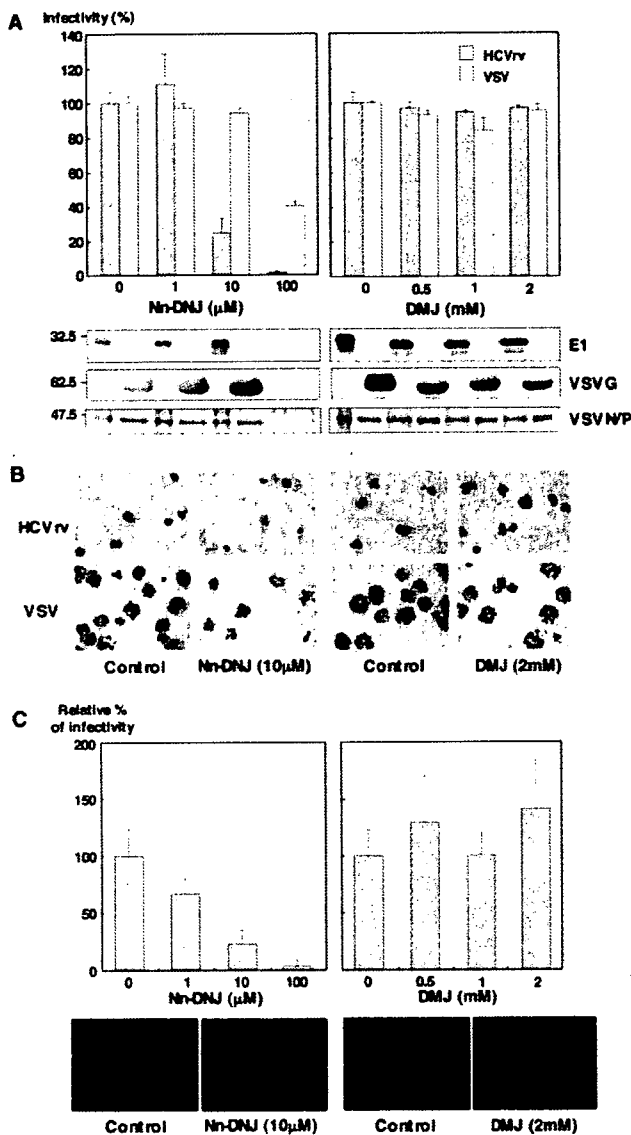 A
Infectivity (%)
140
120
100
80
60
40
20
0
HCVrv
VSV
0 1 10 100
Nn-DNJ (μM)
0 0.5 1 2
DMJ (mM)
32.5
E1
62.5
VSVG
47.5
VSVN/P
B
HCVrv
VSV
Control Nn-DNJ (10μM) Control DMJ (2mM)
C
Relative %
of infectivity
200
150
100
50
0
0 1 10 100
Nn-DNJ (μM)
0 0.5 1 2
DMJ (mM)
Control Nn-DNJ (10μM) Control DMJ (2mM)